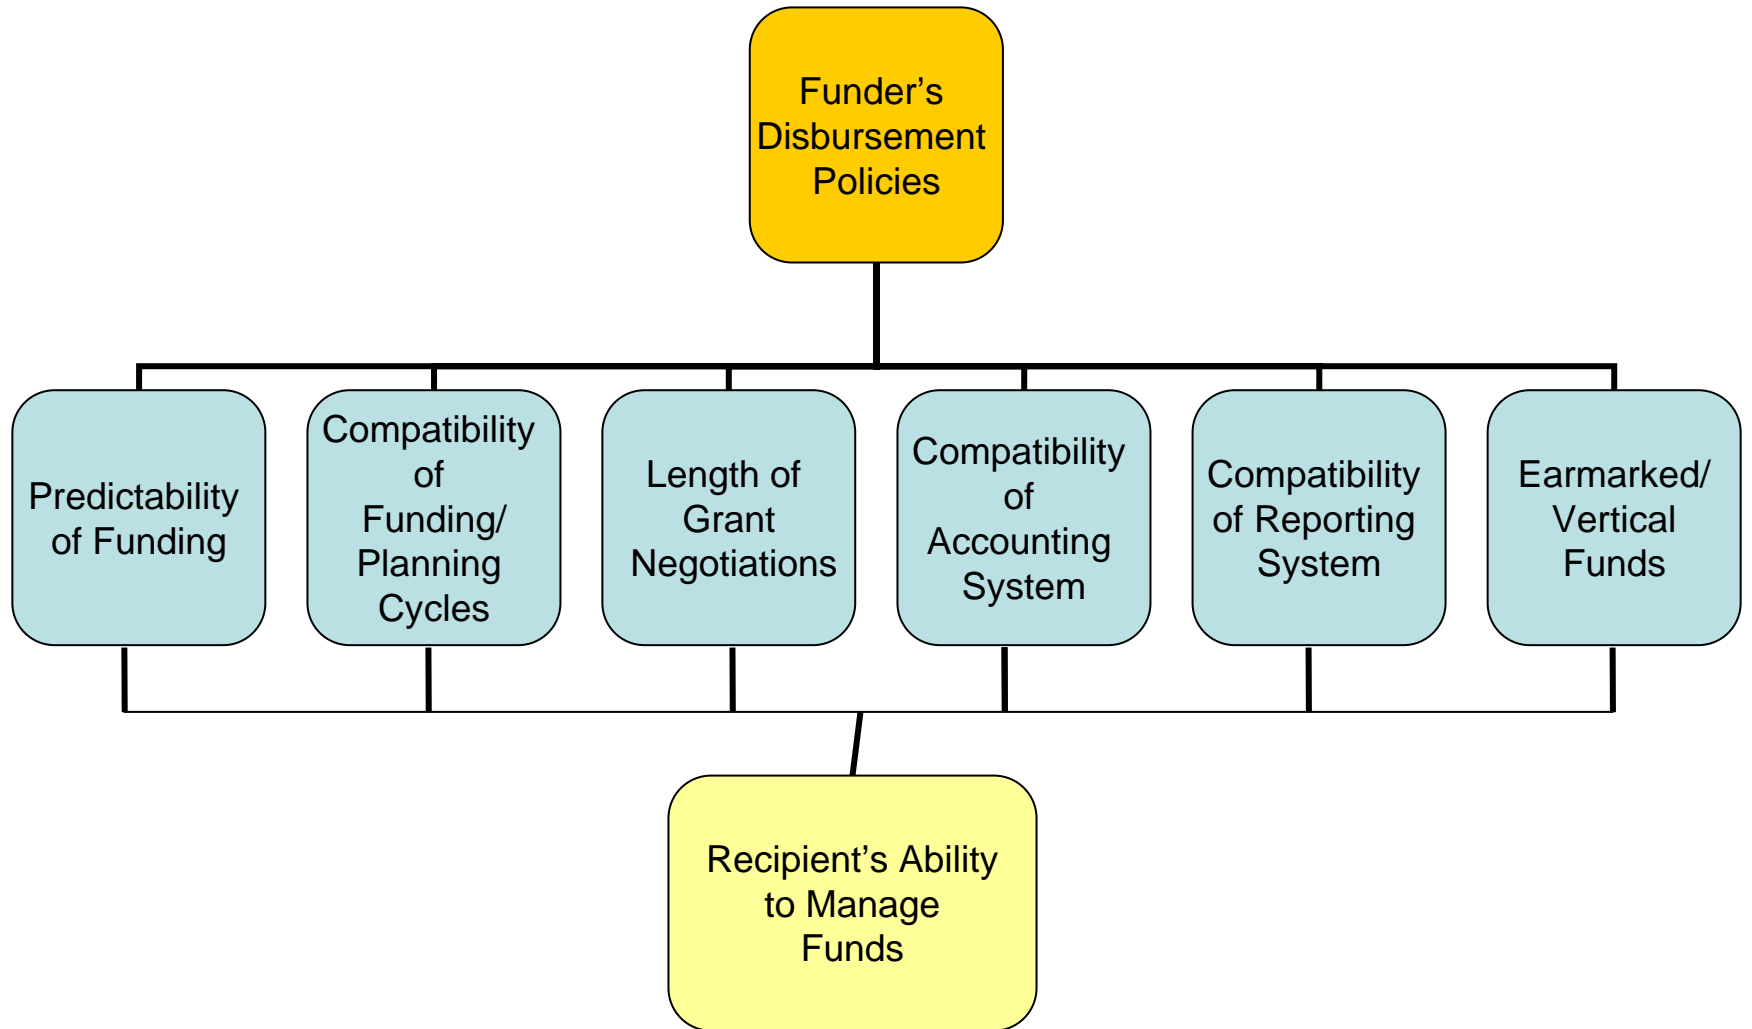 Funder’s
Disbursement
Policies
Predictability
of Funding
Compatibility
of
Funding/
Planning
Cycles
Length of
Grant
Negotiations
Compatibility
of
Accounting
System
Compatibility
of Reporting
System
Earmarked/
Vertical
Funds
Recipient’s Ability
to Manage
Funds